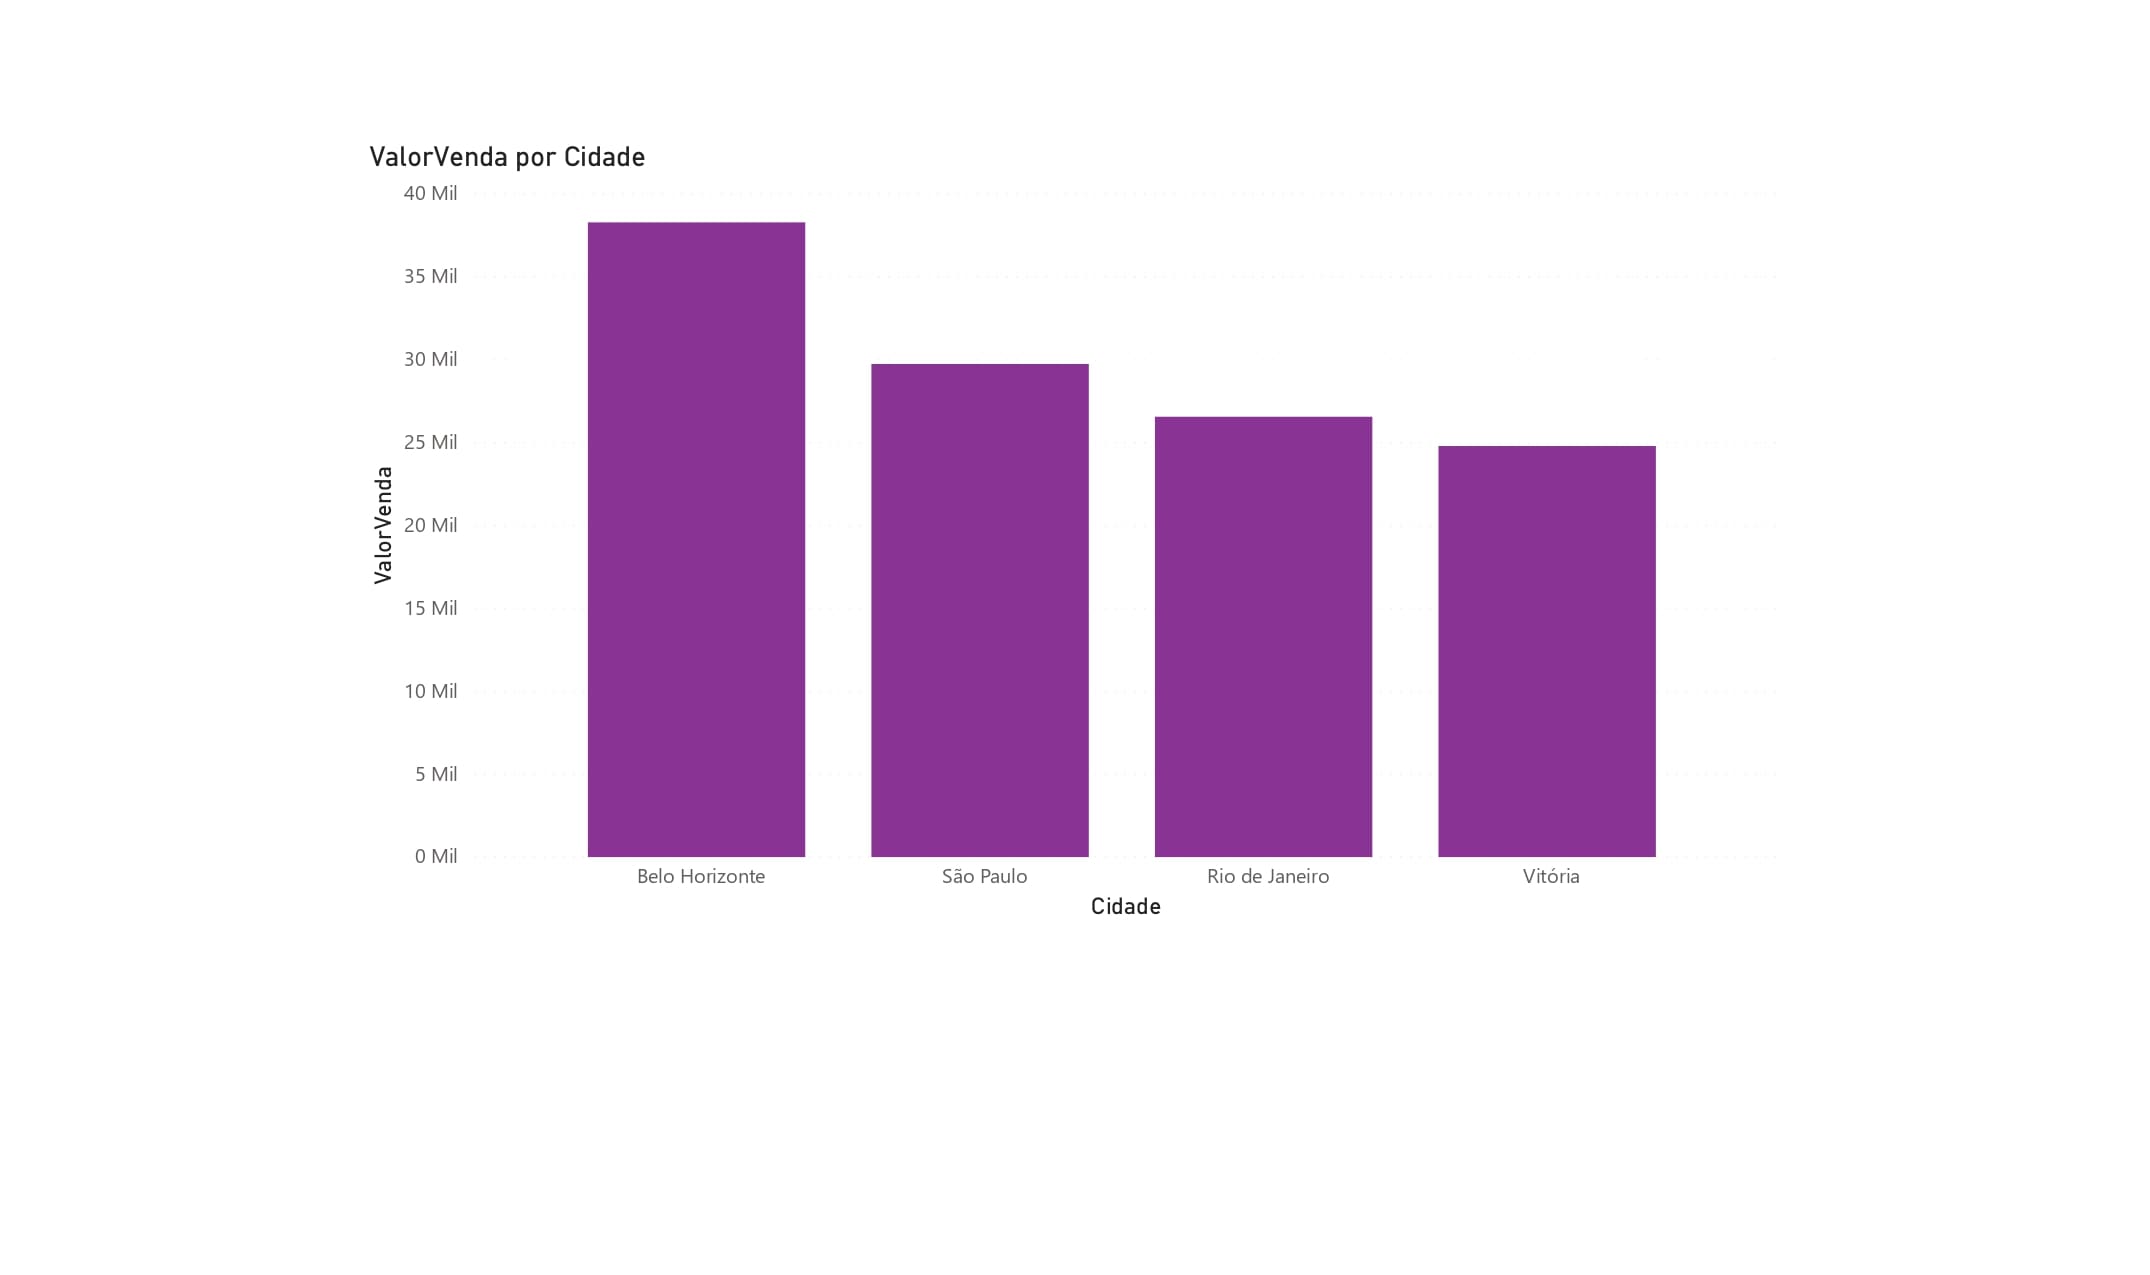 ValorVenda por Cidade
40 Mil
35 Mil
30 Mil
25 Mil
20 Mil
15 Mil
10 Mil
5 Mil
0 Mil
ValorVenda
Belo Horizonte
São Paulo
Rio de Janeiro
Vitória
Cidade